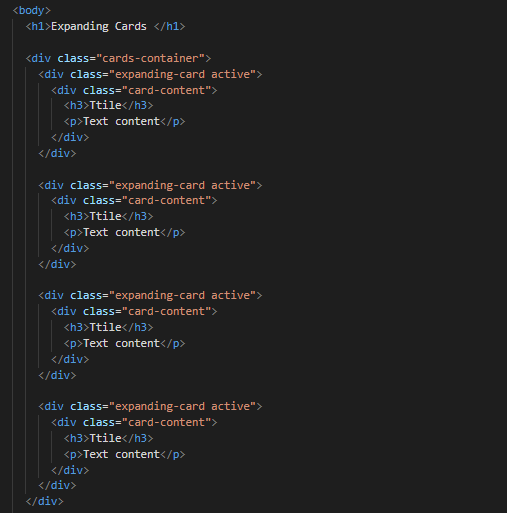 <body>
<h1>Expanding Cards </h1>
<div class="cards-container">
<div class="expanding-card active">
<div class="card-content">
<h3>Ttile</h3>
<p>Text content</p>
</div>
</div>
<div class="expanding-card active">
<div class="card-content">
<h3>Ttile</h3>
<p>Text content</p>
</div>
</div>
<div class="expanding-card active">
<div class="card-content">
<h3>Ttile</h3>
<p>Text content</p>
</div>
</div>
<div class="expanding-card active">
<div class="card-content">
<h3>Ttile</h3>
<p>Text content</p>
</div>
</div>
</div>